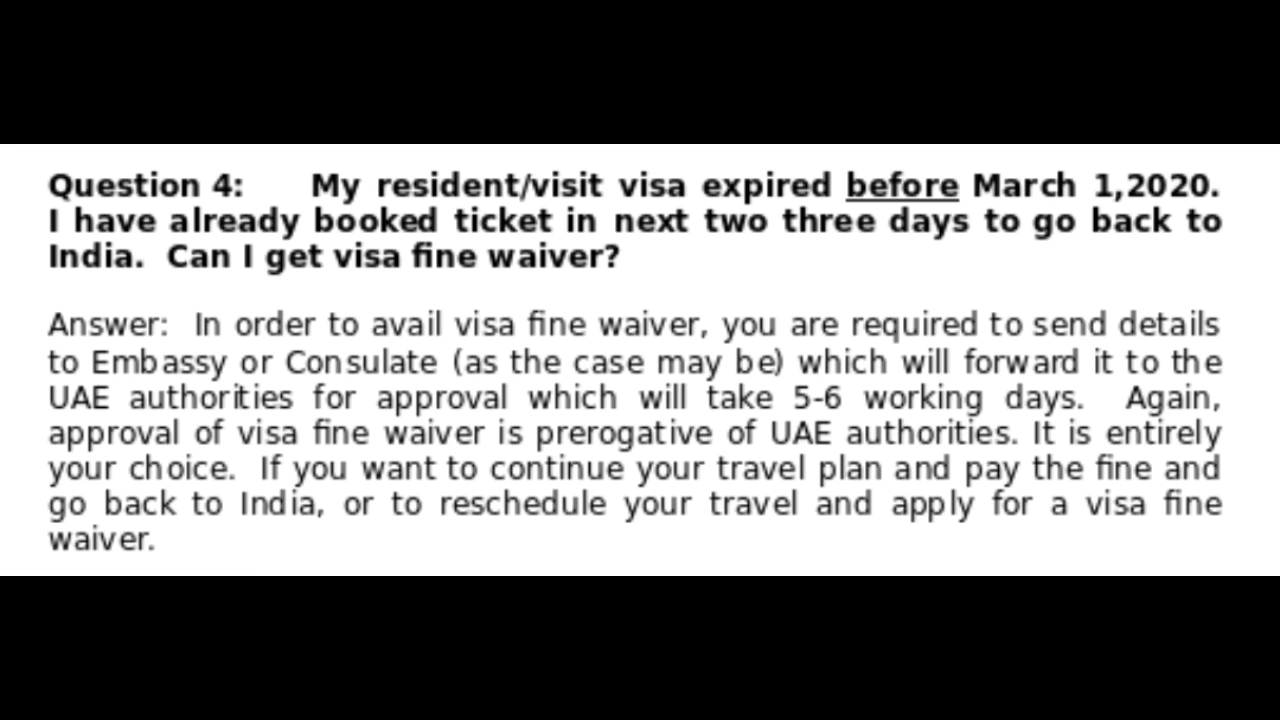 Question 4: My resident/visit visa expired before March 1,2020.
I have already booked ticket in next two three days to go back to
India. Can I get visa fine waiver?
Answer: In order to avail visa fine waiver, you are required to send details
to Embassy or Consulate (as the case may be) which will forward it to the
UAE authorities for approval which will take 5-6 working days. Again,
approval of visa fine waiver is prerogative of UAE authorities. It is entirely
your choice. If you want to continue your travel plan and pay the fine and
go back to India, or to reschedule your travel and apply for a visa fine
waiver.